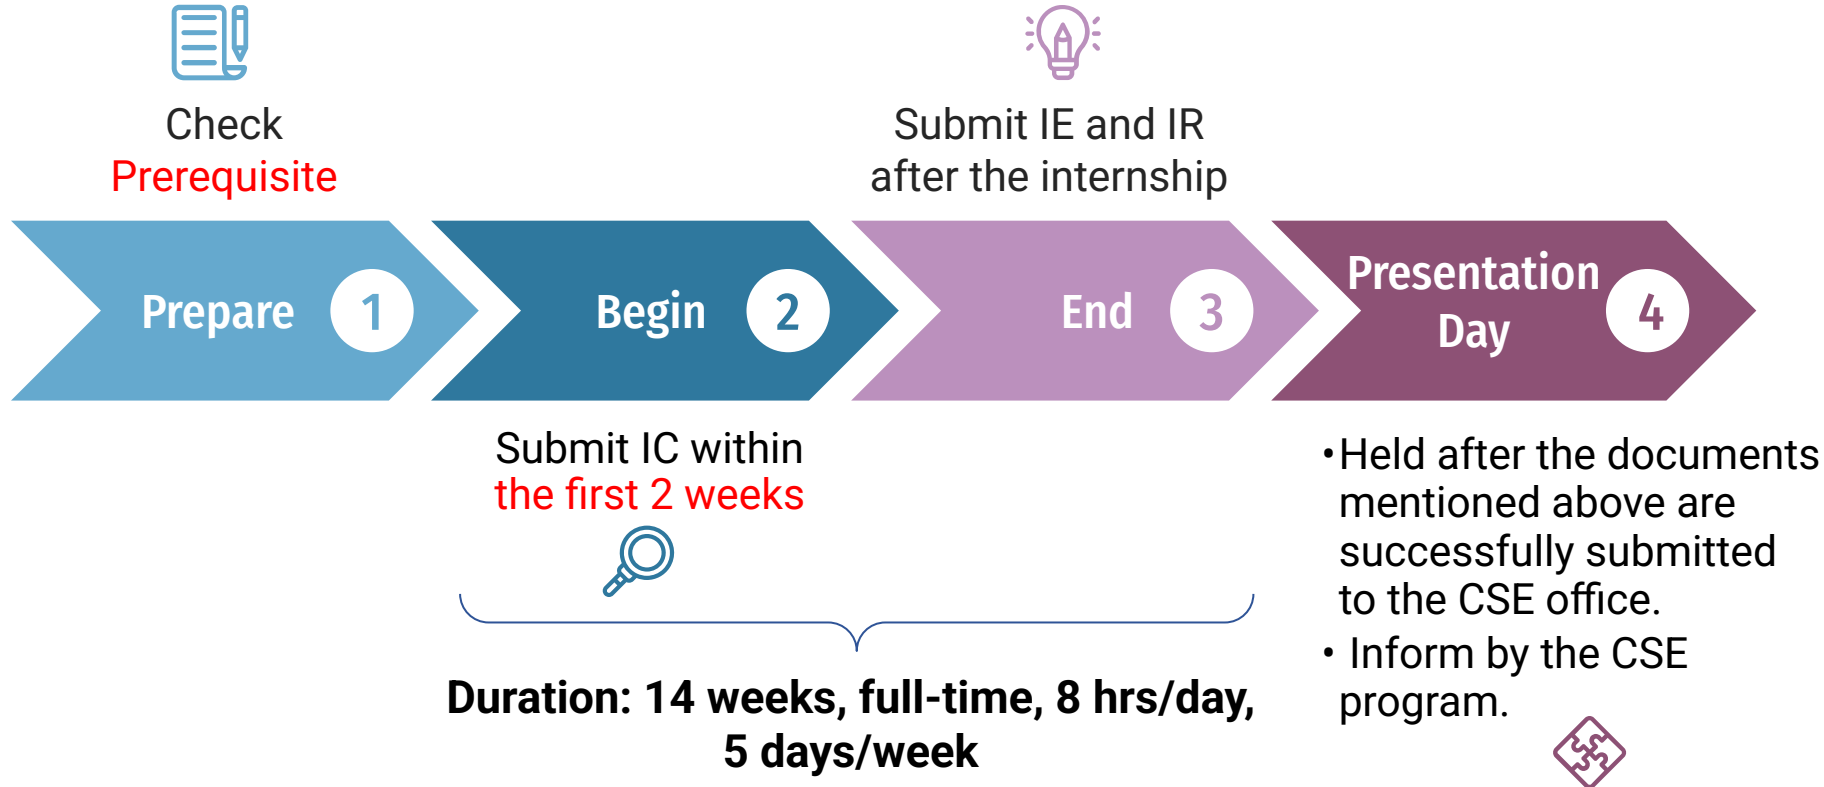 Check
Prerequisite
Submit IE and IR
after the internship
Prepare 1
Begin 2
End 3
Presentation
Day 4
Submit IC within
the first 2 weeks
Duration: 14 weeks, full-time, 8 hrs/day,
5 days/week
•Held after the documents
mentioned above are
successfully submitted
to the CSE office.
• Inform by the CSE
program.